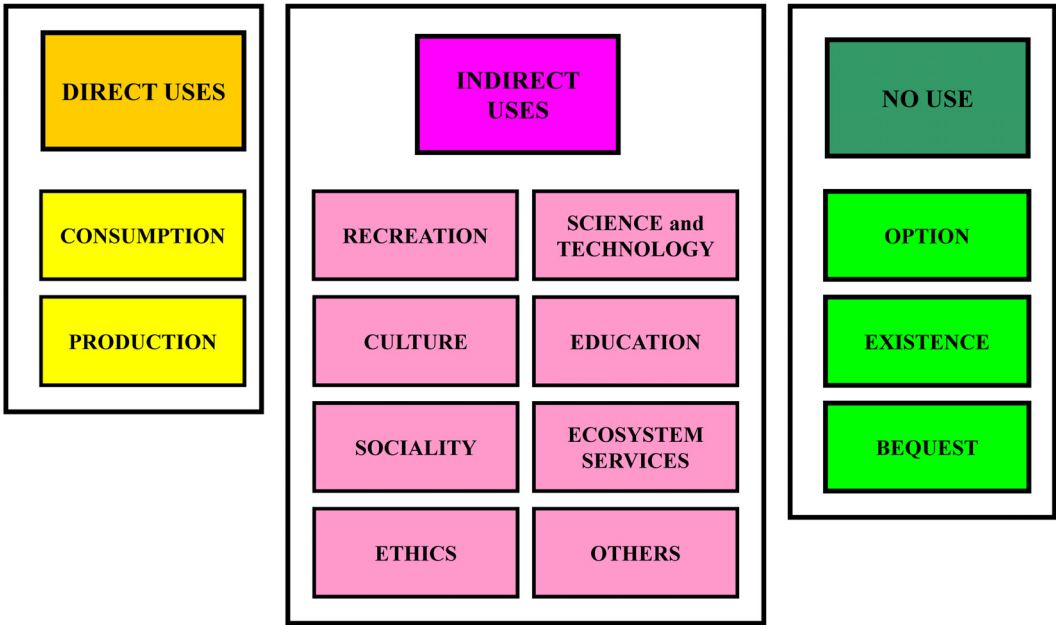 DIRECT USES
CONSUMPTION
PRODUCTION
INDIRECT
USES
RECREATION
SCIENCE and
TECHNOLOGY
CULTURE
EDUCATION
SOCIALITY
ECOSYSTEM
SERVICES
ETHICS
OTHERS
NO USE
OPTION
EXISTENCE
BEQUEST